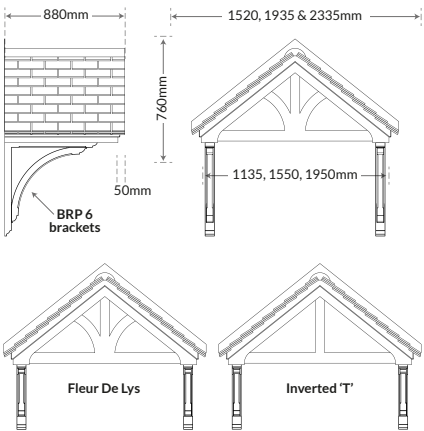 880mm
1520, 1935 & 2335mm
760mm
1135, 1550, 1950mm
50mm
BRP 6
brackets
Fleur De Lys
Inverted ‘T’